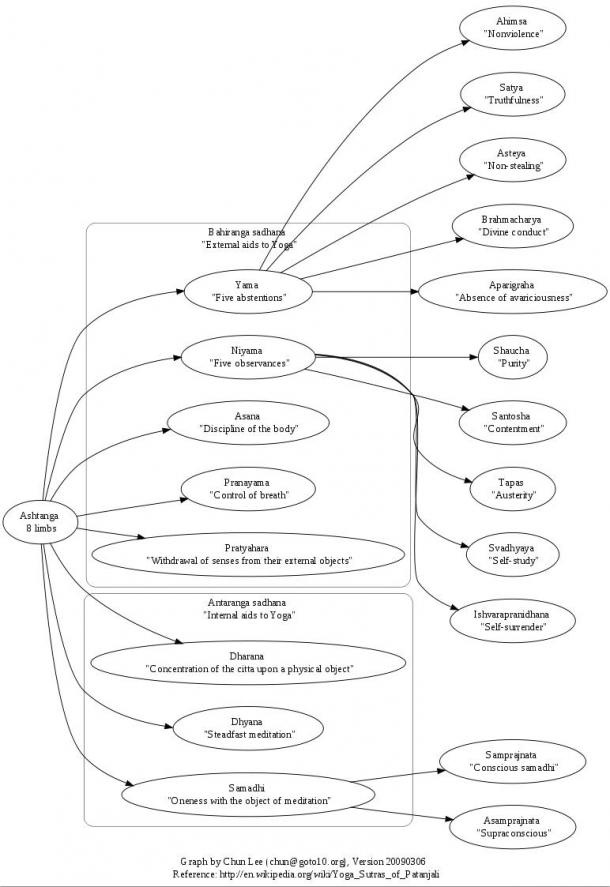 Ahimsa
"Nonviolence"
Satya
"Truthfulness"
Asteya
"Non-stealing"
Brahmacharya
"Divine conduct"
Aparigraha
"Absence of avariciousness"
Bahiranga sadhana
"External aids to Yoga"
Yama
"Five abstentions"
Niyama
"Five observances"
Shaucha
"Purity"
Santosha
"Contentment"
Tapas
"Austerity"
Svadhyaya
"Self-study"
Ishvarapranidhana
"Self-surrender"
Asana
"Discipline of the body"
Pranayama
"Control of breath"
Ashtanga
8 limbs
Pratyahara
"Withdrawal of senses from their external objects"
Antaranga sadhana
"Internal aids to Yoga"
Dharana
"Concentration of the citta upon a physical object"
Dhyana
"Steadfast meditation"
Samadhi
"Oneness with the object of meditation"
Samprajnata
"Conscious samadhi"
Asamprajnata
"Supraconscious"
Graph by Chun Lee (chun@goto10.org), Version 20090306
Reference: http://en.wikipedia.org/wiki/Yoga_Sutras_of_Patanjali